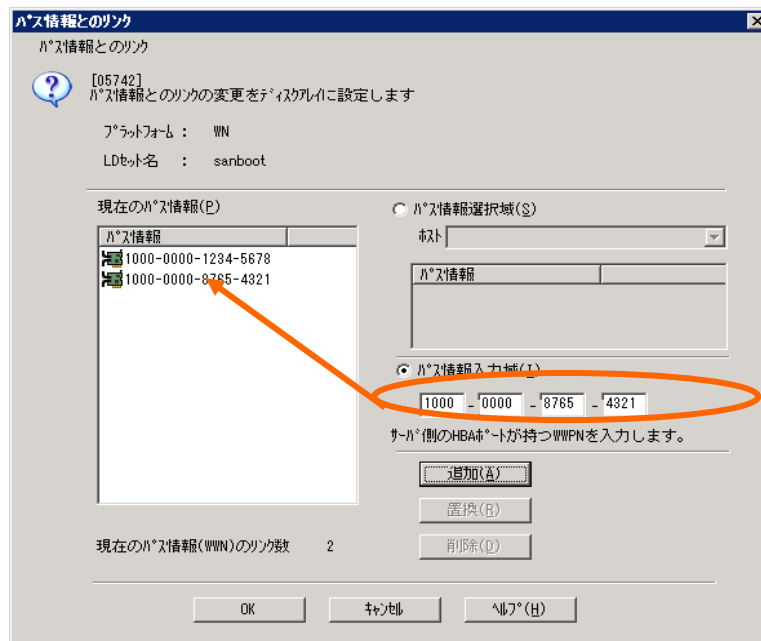 ﾊﾟｽ情報とのﾘﾝｸ
ﾊﾟｽ情報とのﾘﾝｸ
[05742]
ﾊﾟｽ情報とのﾘﾝｸの変更をﾃﾞｨｽｸｱﾚｲに設定します
ﾌﾟﾗｯﾄﾌｫｰﾑ : WN
LDｾｯﾄ名 : sanboot
現在のﾊﾟｽ情報(P)
ﾊﾟｽ情報
1000-0000-1234-5678
1000-0000-8765-4321
現在のﾊﾟｽ情報(WWN)のﾘﾝｸ数 2
ﾊﾟｽ情報選択域(S)
ﾎｽﾄ
ﾊﾟｽ情報
ﾊﾟｽ情報入力域(I)
1000 - 0000 - 8765 - 4321
ｻｰﾊﾞ側のHBAﾎﾟｰﾄが持つWWPNを入力します。
追加(A)
置換(R)
削除(D)
OK ｷｬﾝｾﾙ ﾍﾙﾌﾟ(H)